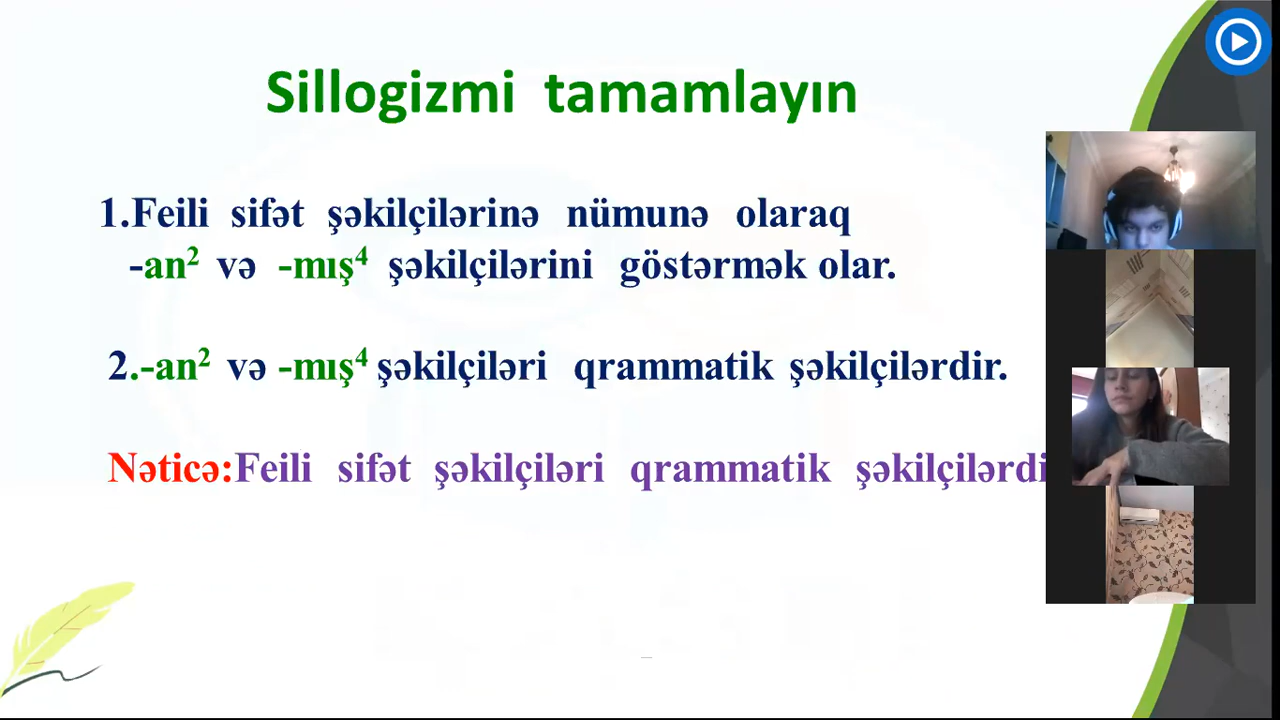 Sillogizmi tamamlayın
1.Feili sifət şəkilçilərinə nümunə olaraq
-an² və -mış⁴ şəkilçilərini göstərmək olar.
2.-an² və -mış⁴ şəkilçiləri qrammatik şəkilçilərdir.
Nəticə:Feili sifət şəkilçiləri qrammatik şəkilçilərdi